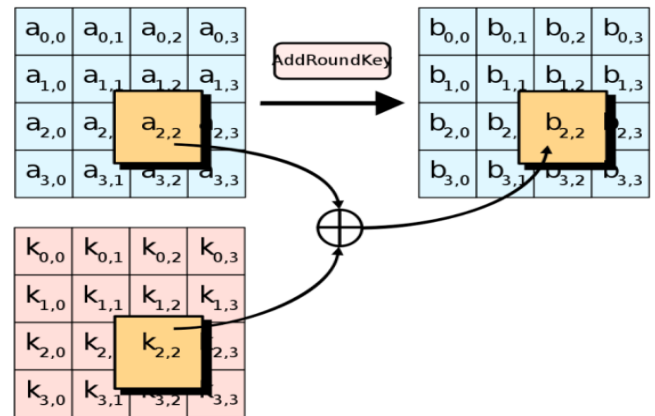 a0,0 a0,1 a0,2 a0,3
a1,0 a1,1 a1,2 a1,3
a2,0 a2, a2,2 2,3
a3,0 a3,1 a3,2 a3,3
AddRoundKey
b0,0 b0,1 b0,2 b0,3
b1,0 b1,1 b1,2 b1,3
b2,0 b2, b2,2 b2,3
b3,0 b3,1 b3,2 b3,3
k0,0 k0,1 k0,2 k0,3
k1,0 k1,1 k1,2 k1,3
k2,0 k2, k2,2 2,3
k3,0 k3,1 k3,2 k3,3